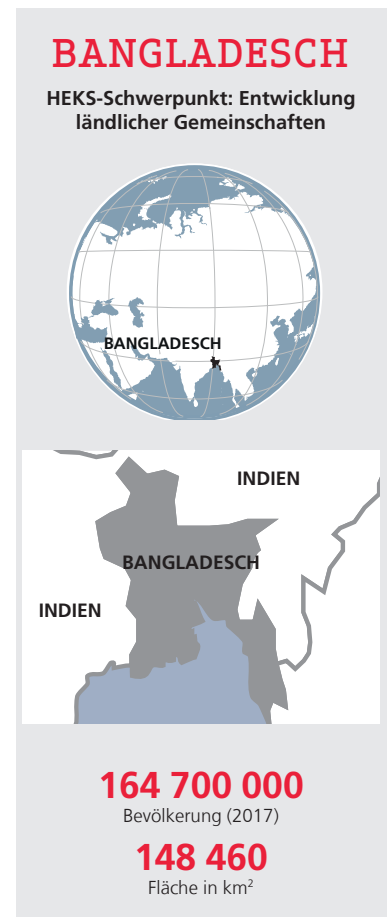 BANGLADESCH
HEKS-Schwerpunkt: Entwicklung
ländlicher Gemeinschaften
BANGLADESCH
INDIEN
BANGLADESCH
INDIEN
164 700 000
Bevölkerung (2017)
148 460
Fläche in km²